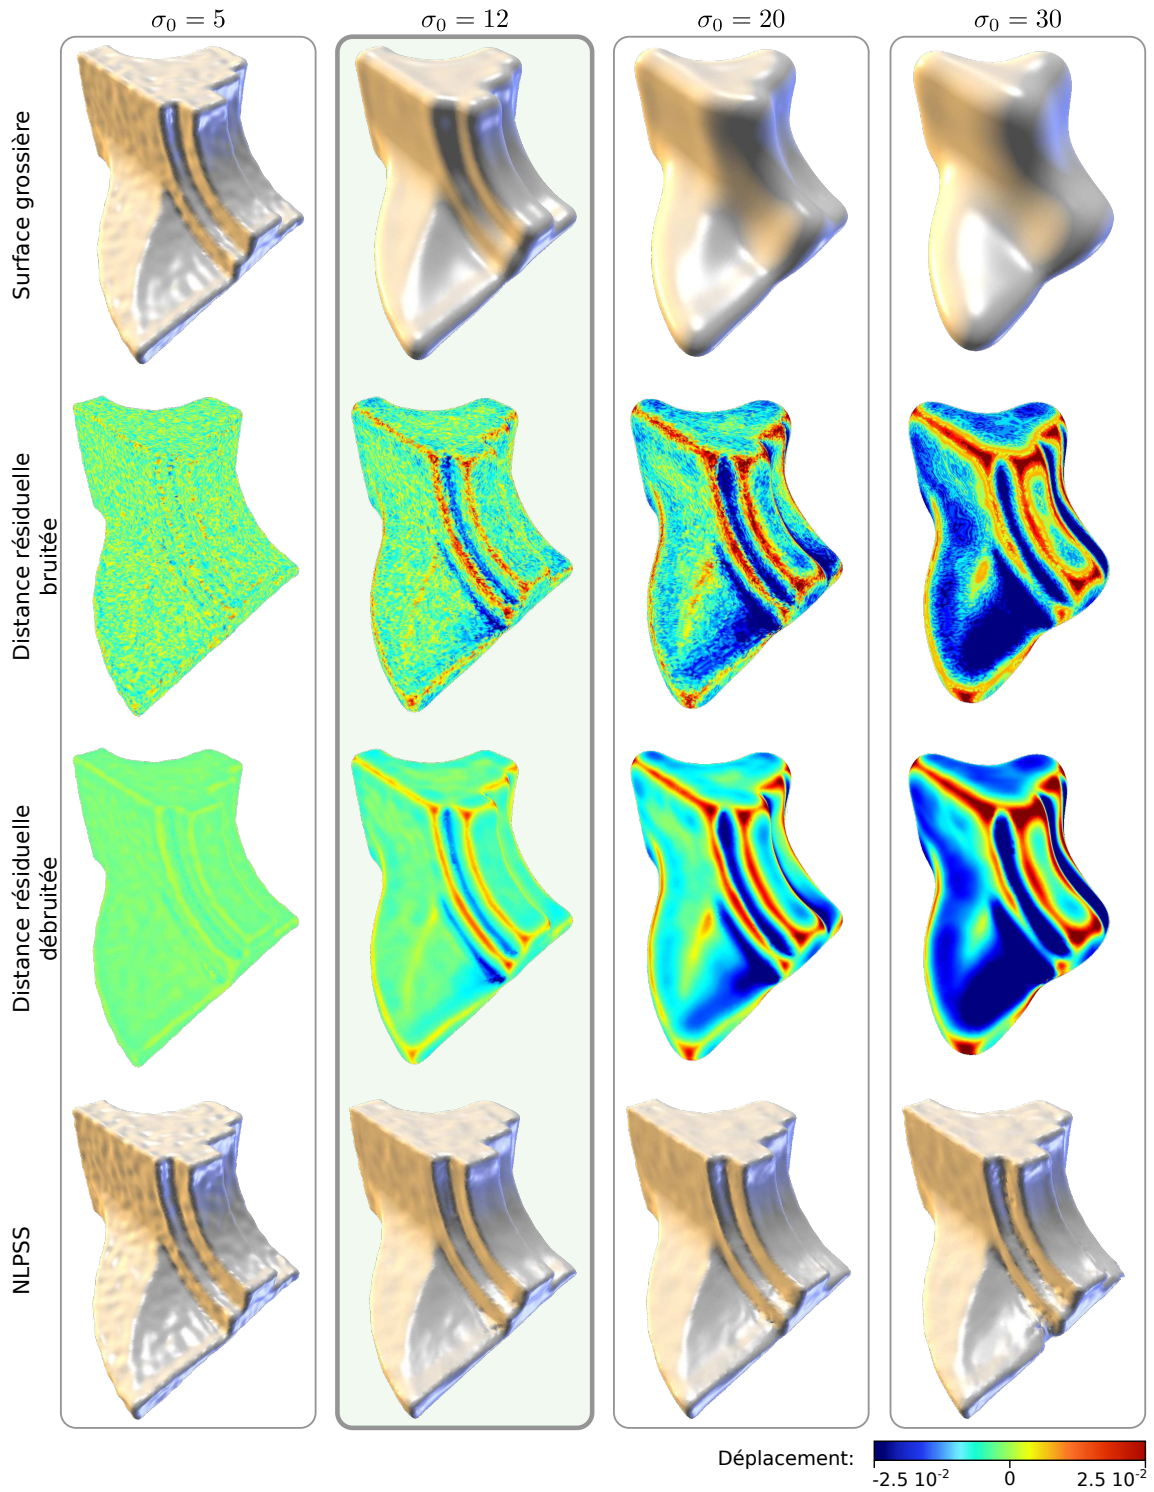 σ₀ = 5
σ₀ = 12
σ₀ = 20
σ₀ = 30
Surface grossière
Distance résiduelle
bruitée
Distance résiduelle
débruitée
NLPSS
Déplacement:
-2.5 10⁻²
0
2.5 10⁻²